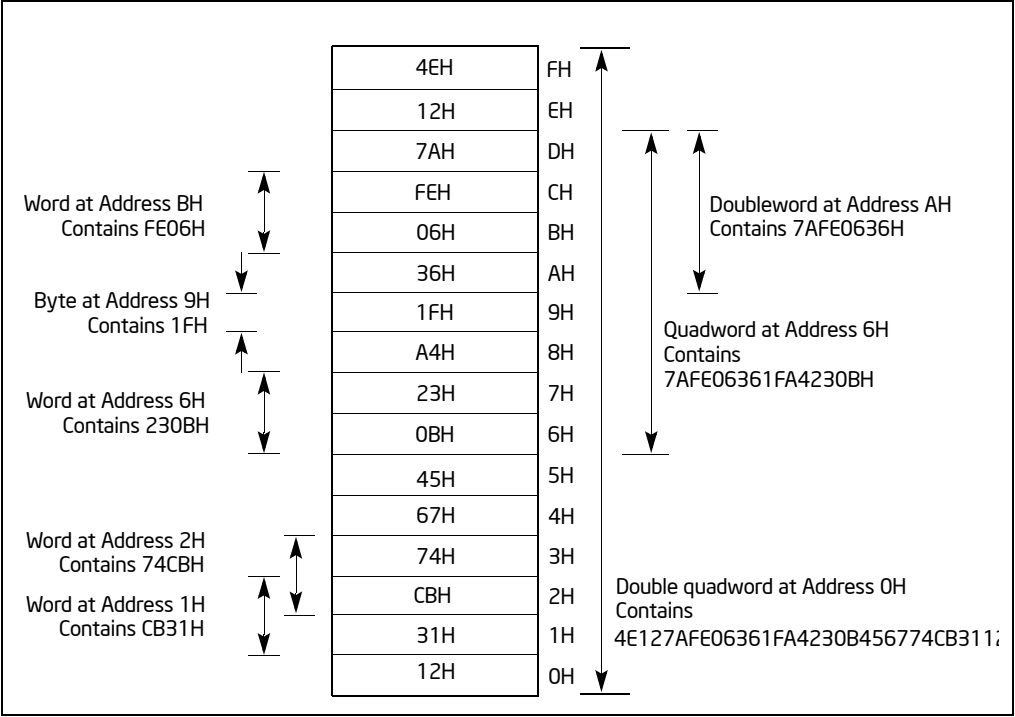 4EH FH
12H EH
7AH DH
FEH CH
06H BH
36H AH
1FH 9H
A4H 8H
23H 7H
0BH 6H
45H 5H
67H 4H
74H 3H
CBH 2H
31H 1H
12H 0H
Word at Address BH
Contains FE06H
Byte at Address 9H
Contains 1FH
Word at Address 6H
Contains 230BH
Word at Address 2H
Contains 74CBH
Word at Address 1H
Contains CB31H
Doubleword at Address AH
Contains 7AFE0636H
Quadword at Address 6H
Contains
7AFE06361FA4230BH
Double quadword at Address 0H
Contains
4E127AFE06361FA4230B456774CB3112